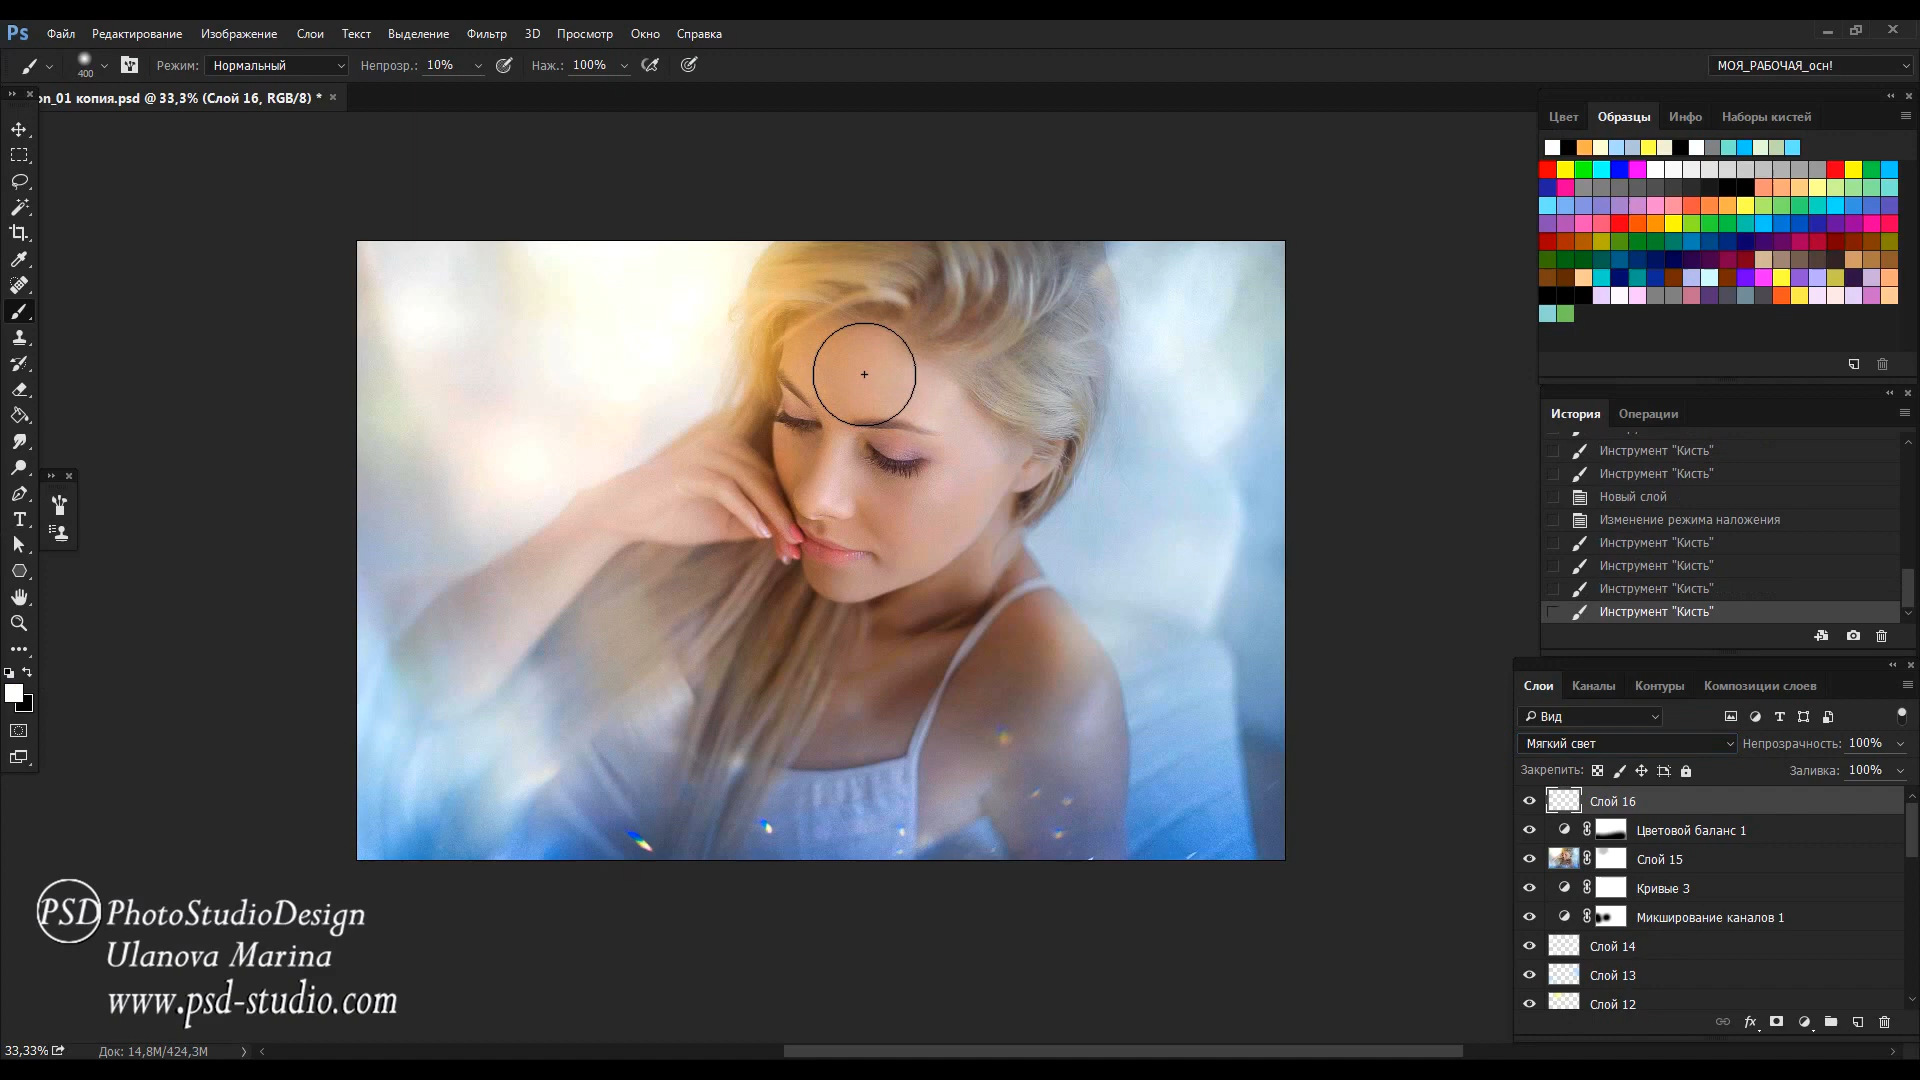 Ps Файл Редактирование Изображение Слои Текст Выделение Фильтр 3D Просмотр Окно Справка
400 Режим: Нормальный Непрозр.: 10% Наж.: 100% МОЯ_РАБОЧАЯ_осн!
on_01 копия.psd @ 33,3% (Слой 16, RGB/8) *
Цвет Образцы Инфо Наборы кистей
История Операции
Инструмент "Кисть"
Инструмент "Кисть"
Новый слой
Изменение режима наложения
Инструмент "Кисть"
Инструмент "Кисть"
Инструмент "Кисть"
Инструмент "Кисть"
Слои Каналы Контуры Композиции слоев
Вид
Мягкий свет Непрозрачность: 100%
Закрепить: Заливка: 100%
Слой 16
Цветовой баланс 1
Слой 15
Кривые 3
Микширование каналов 1
Слой 14
Слой 13
Слой 12
fx
PSD PhotoStudioDesign
Ulanova Marina
www.psd-studio.com
33,33% Док: 14,8M/424,3M